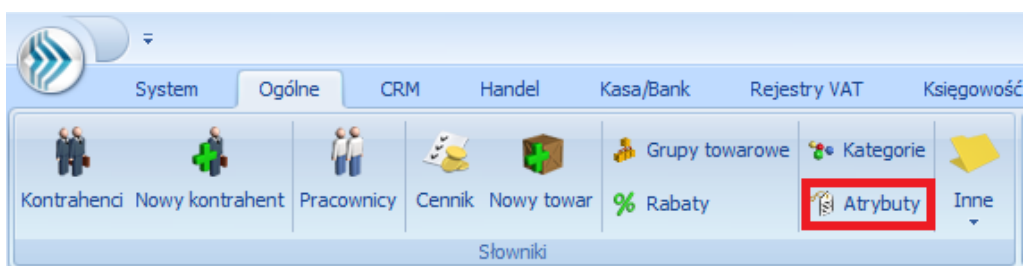 System Ogólne CRM Handel Kasa/Bank Rejestry VAT Księgowość
Grupy towarowe Kategorie
Kontrahenci Nowy kontrahent Pracownicy Cennik Nowy towar Rabaty Atrybuty Inne
Słowniki